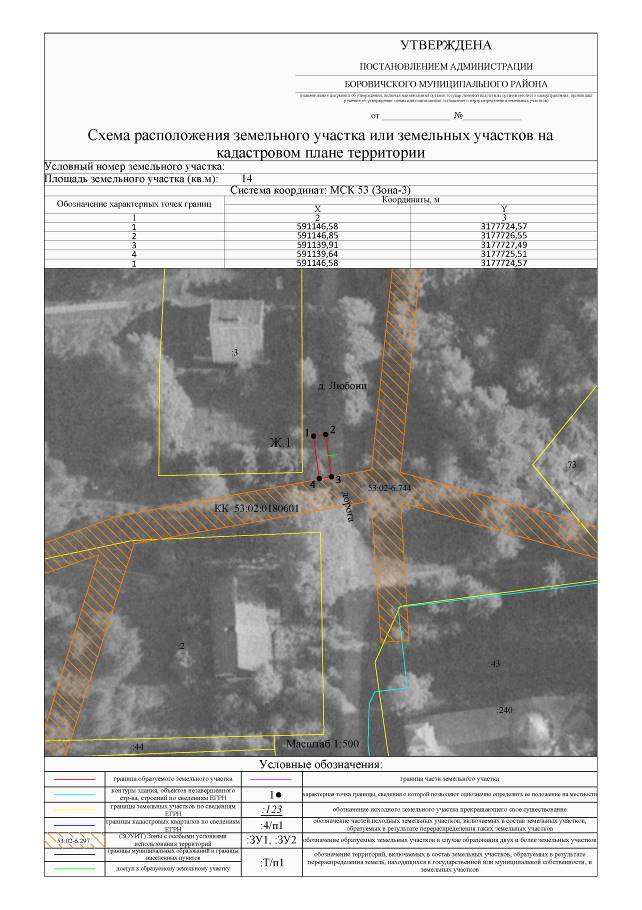 УТВЕРЖДЕНА
ПОСТАНОВЛЕНИЕМ АДМИНИСТРАЦИИ
БОРОВИЧСКОГО МУНИЦИПАЛЬНОГО РАЙОНА
от _______________ №_____________
Схема расположения земельного участка или земельных участков на
кадастровом плане территории
Условный номер земельного участка:
Площадь земельного участка (кв.м): 14
Система координат: МСК 53 (Зона-3)
Обозначение характерных точек границ
Координаты, м
X Y
1 2 3
1 591146,58 3177724,57
2 591146,85 3177726,55
3 591139,91 3177727,49
4 591139,64 3177725,51
1 591146,58 3177724,57
:3
д. Любони
1 2
Ж.1
73
4 3
53:02-6.744
дорога
КК 53:02:0180601
:2
43
:240
:44
Масштаб 1:500
Условные обозначения:
граница образуемого земельного участка
граница части земельного участка
контуры здания, объектов незавершенного
стр-ва, строений по сведениям ЕГРН
1●
характерная точка границы, сведения о которой позволяют однозначно определить ее положение на местности
границы земельных участков по сведениям
ЕГРН
:123
обозначение исходного земельного участка прекращающего свое существование
границы кадастровых кварталов по сведениям
ЕГРН
:4/п1
обозначение частей исходных земельных участков, включаемых в состав земельных участков,
образуемых в результате перераспределения таких земельных участков
53:02-6.297
(ЗОУИТ) Зоны с особыми условиями
использования территорий
:ЗУ1, :ЗУ2
обозначение образуемых земельных участков в случае образования двух и более земельных участков
границы муниципальных образований и границы
населенных пунктов
:Т/п1
обозначение территорий, включаемых в состав земельных участков, образуемых в результате
перераспределения земель, находящихся в государственной или муниципальной собственности, и
земельных участков
доступ к образуемому земельному участку